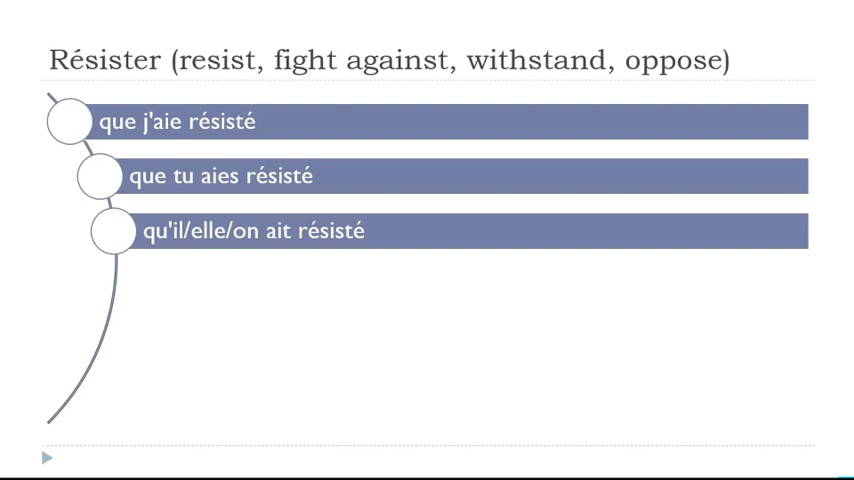 Résister (resist, fight against, withstand, oppose)
que j'aie résisté
que tu aies résisté
qu'il/elle/on ait résisté